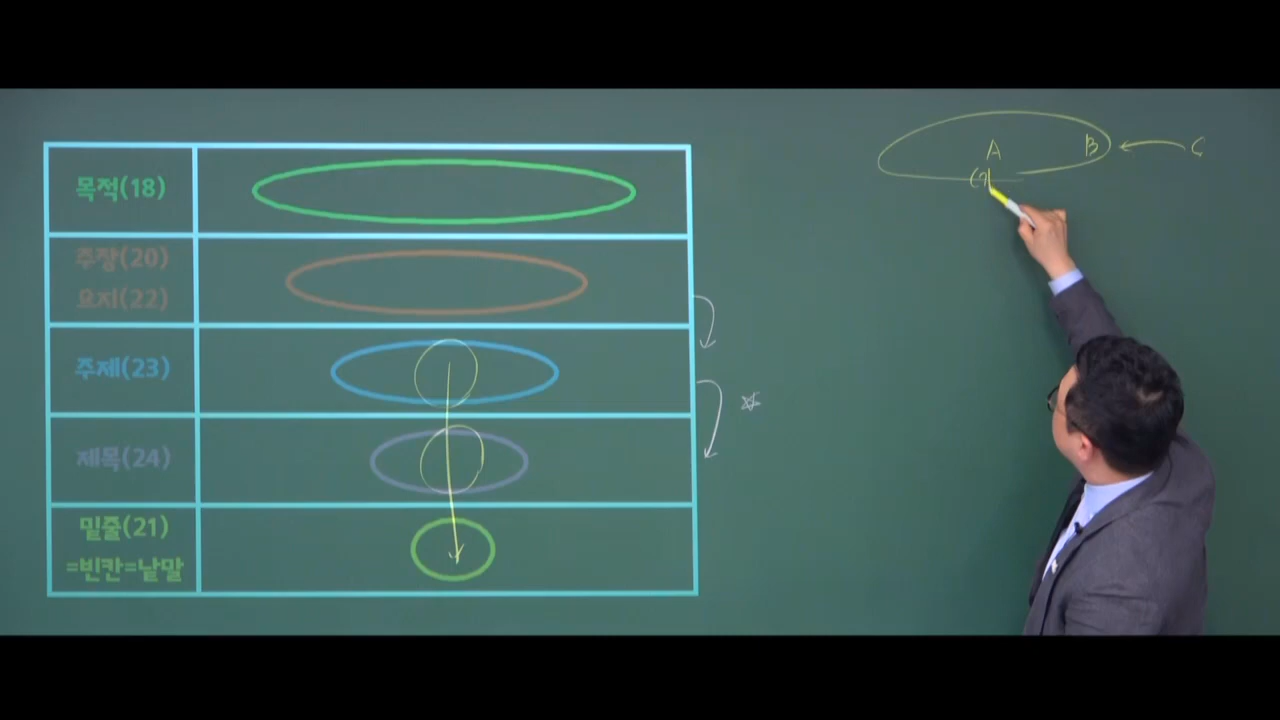 목적(18)
주장(20)
요지(22)
주제(23)
제목(24)
밑줄(21)
=빈칸=낱말
A
B
C